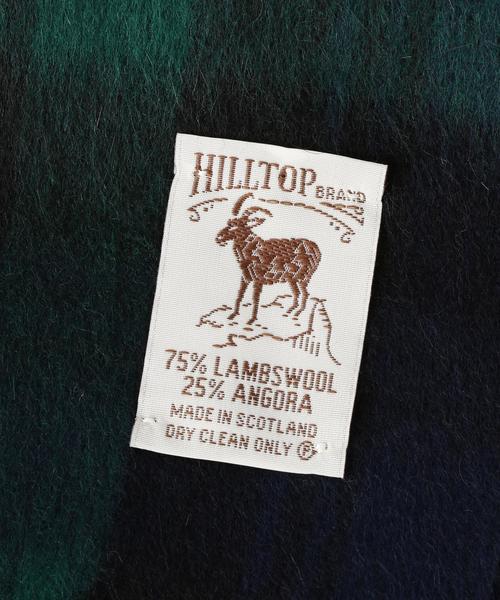 HILLTOP BRAND
75% LAMBSWOOL
25% ANGORA
MADE IN SCOTLAND
DRY CLEAN ONLY Ⓟ